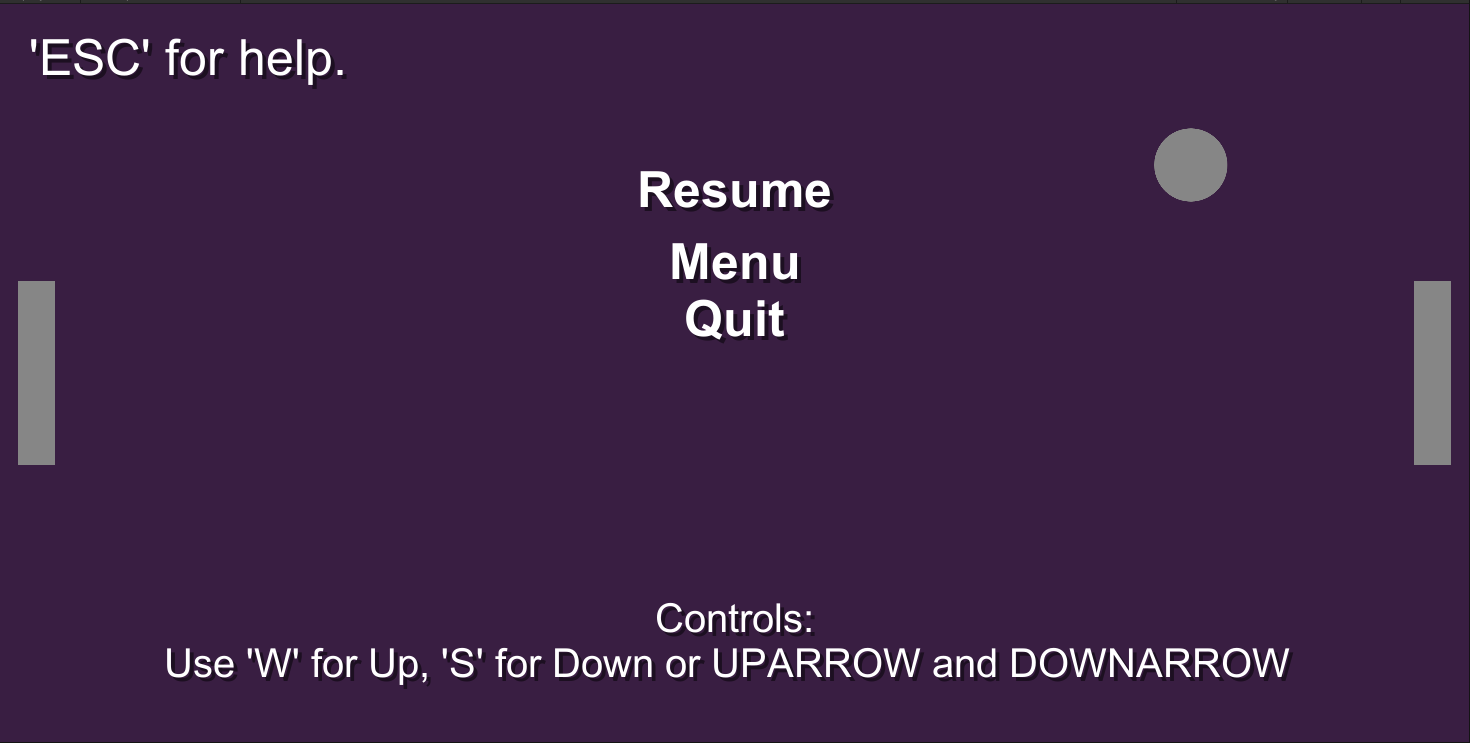 'ESC' for help.
Resume
Menu
Quit
Controls:
Use 'W' for Up, 'S' for Down or UPARROW and DOWNARROW